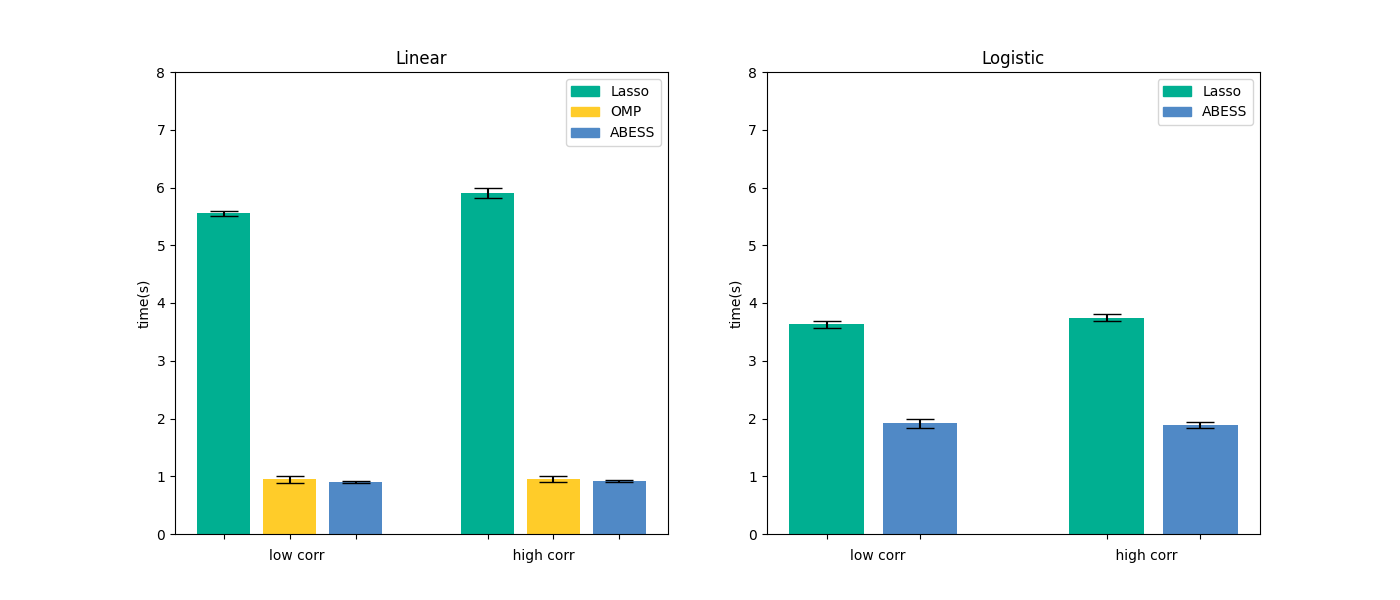 Linear
8
7
6
5
4
3
2
1
0
time(s)
low corr
high corr
Lasso
OMP
ABESS
Logistic
8
7
6
5
4
3
2
1
0
time(s)
low corr
high corr
Lasso
ABESS